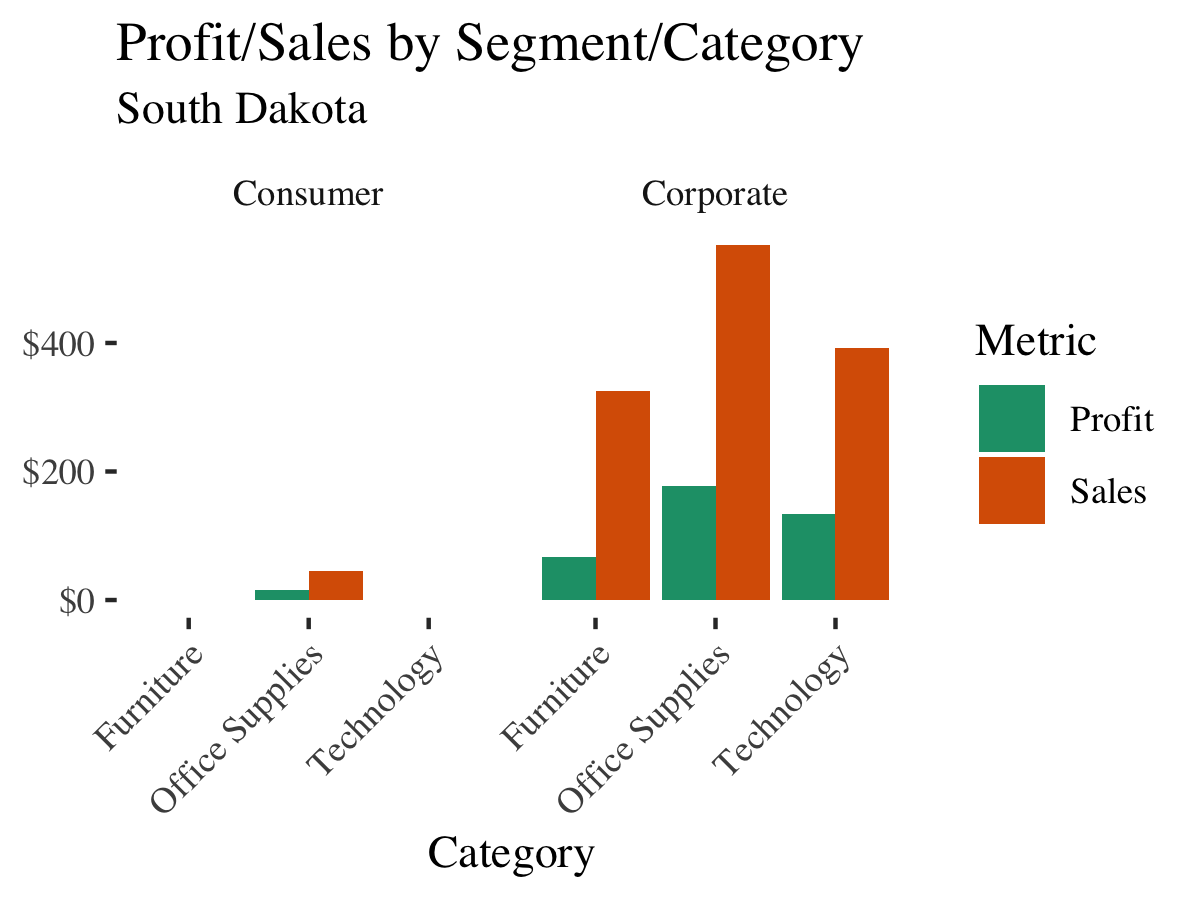 Profit/Sales by Segment/Category
South Dakota
Consumer
Corporate
$400
$200
$0
Furniture
Office Supplies
Technology
Furniture
Office Supplies
Technology
Category
Metric
Profit
Sales